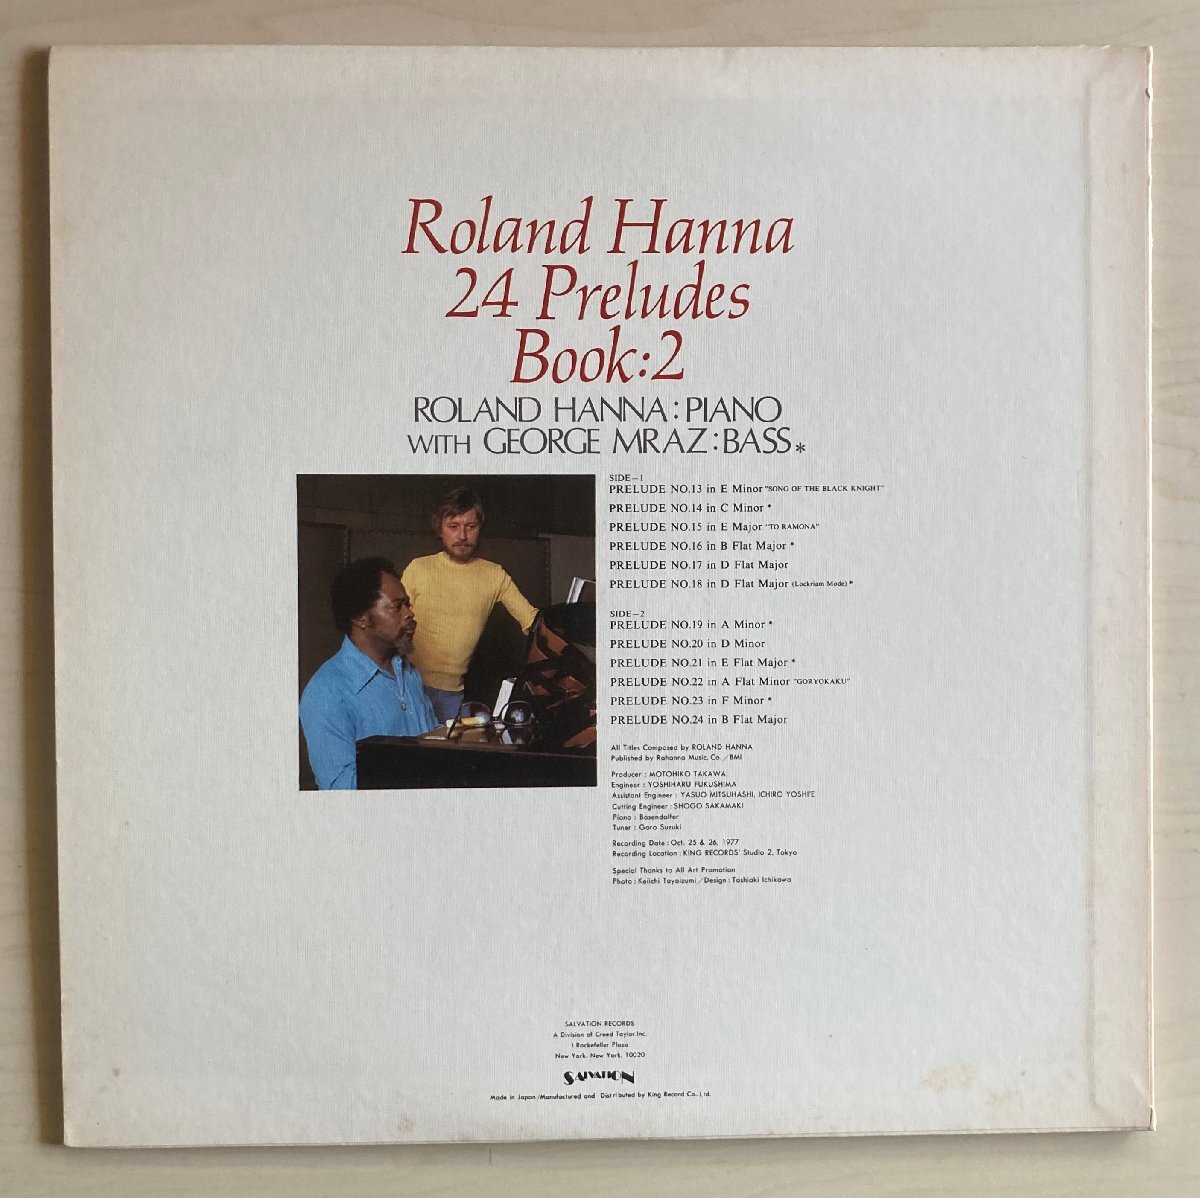 Roland Hanna
24 Preludes
Book:2
ROLAND HANNA:PIANO
WITH GEORGE MRAZ:BASS*
SIDE-1
PRELUDE NO.13 in E Minor "SONG OF THE BLACK KNIGHT"
PRELUDE NO.14 in C Minor *
PRELUDE NO.15 in E Major "TO RAMONA"
PRELUDE NO.16 in B Flat Major *
PRELUDE NO.17 in D Flat Major
PRELUDE NO.18 in D Flat Major (Lockriam Mode) *
SIDE-2
PRELUDE NO.19 in A Minor *
PRELUDE NO.20 in D Minor
PRELUDE NO.21 in E Flat Major *
PRELUDE NO.22 in A Flat Minor "GORYOKAKU"
PRELUDE NO.23 in F Minor *
PRELUDE NO.24 in B Flat Major
All Titles Composed by ROLAND HANNA
Published by Rahanna Music, Co. / BMI
Producer : MOTOHIKO TAKAWA
Engineer : YOSHIHARU FUKUSHIMA
Assistant Engineer : YASUO MITSUHASHI, ICHIRO YOSHI'E
Cutting Engineer : SHOGO SAKAMAKI
Piano : Bosendolfer
Tuner : Goro Suzuki
Recording Date : Oct. 25 & 26, 1977
Recording Location : KING RECORDS' Studio 2, Tokyo
Special Thanks to All Art Promotion
Photo : Keiichi Toyoizumi / Design : Toshiaki Ichikawa
SALVATION RECORDS
A Division of Creed Taylor, Inc.
1 Rockefeller Plaza
New York, New York, 10020
SALVATION
Made in Japan / Manufactured and Distributed by King Record Co., Ltd.